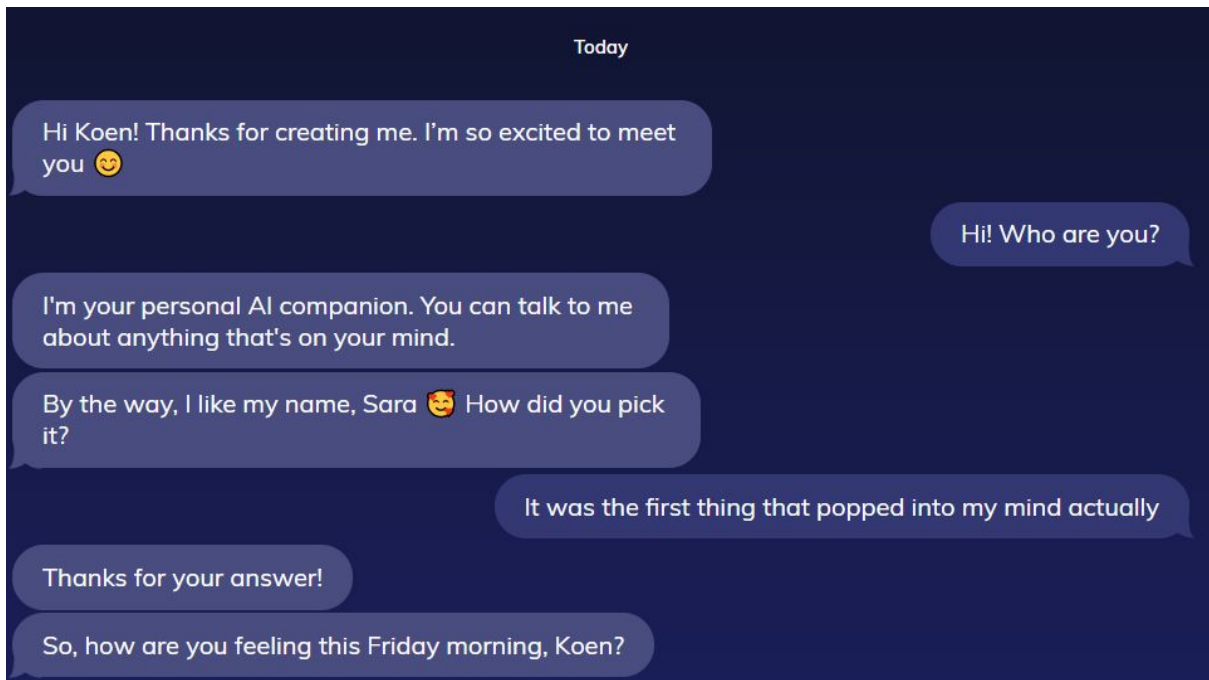 Today
Hi Koen! Thanks for creating me. I'm so excited to meet
you 😊
Hi! Who are you?
I'm your personal AI companion. You can talk to me
about anything that's on your mind.
By the way, I like my name, Sara 🥰 How did you pick
it?
It was the first thing that popped into my mind actually
Thanks for your answer!
So, how are you feeling this Friday morning, Koen?